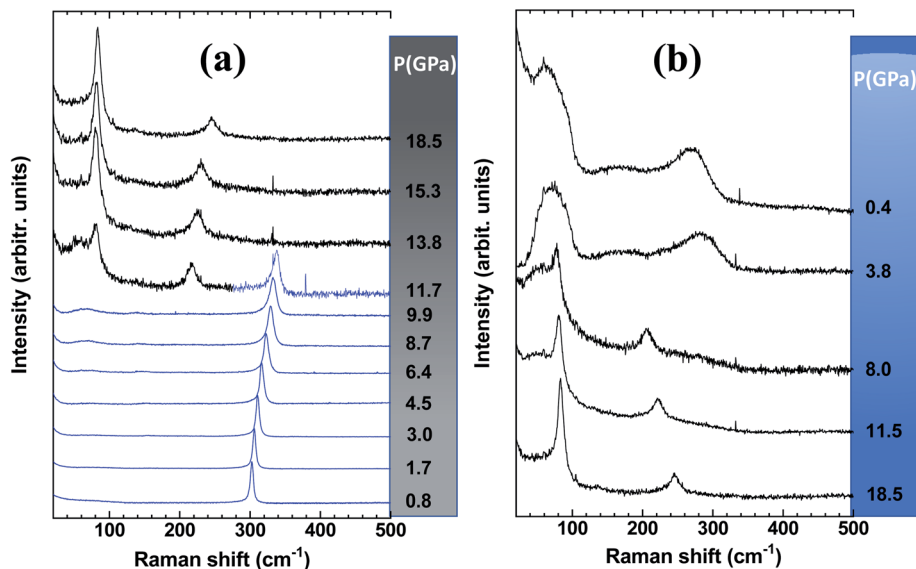 (a)
P(GPa)
18.5
15.3
13.8
11.7
9.9
8.7
6.4
4.5
3.0
1.7
0.8
Intensity (arbitr. units)
100 200 300 400 500
Raman shift (cm⁻¹)
(b)
P(GPa)
0.4
3.8
8.0
11.5
18.5
Intensity (arbit. units)
100 200 300 400 500
Raman shift (cm⁻¹)